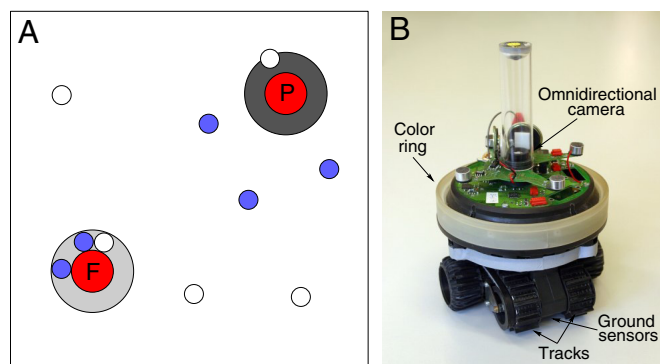 A
P
F
B
Omnidirectional
camera
Color
ring
Ground
sensors
Tracks